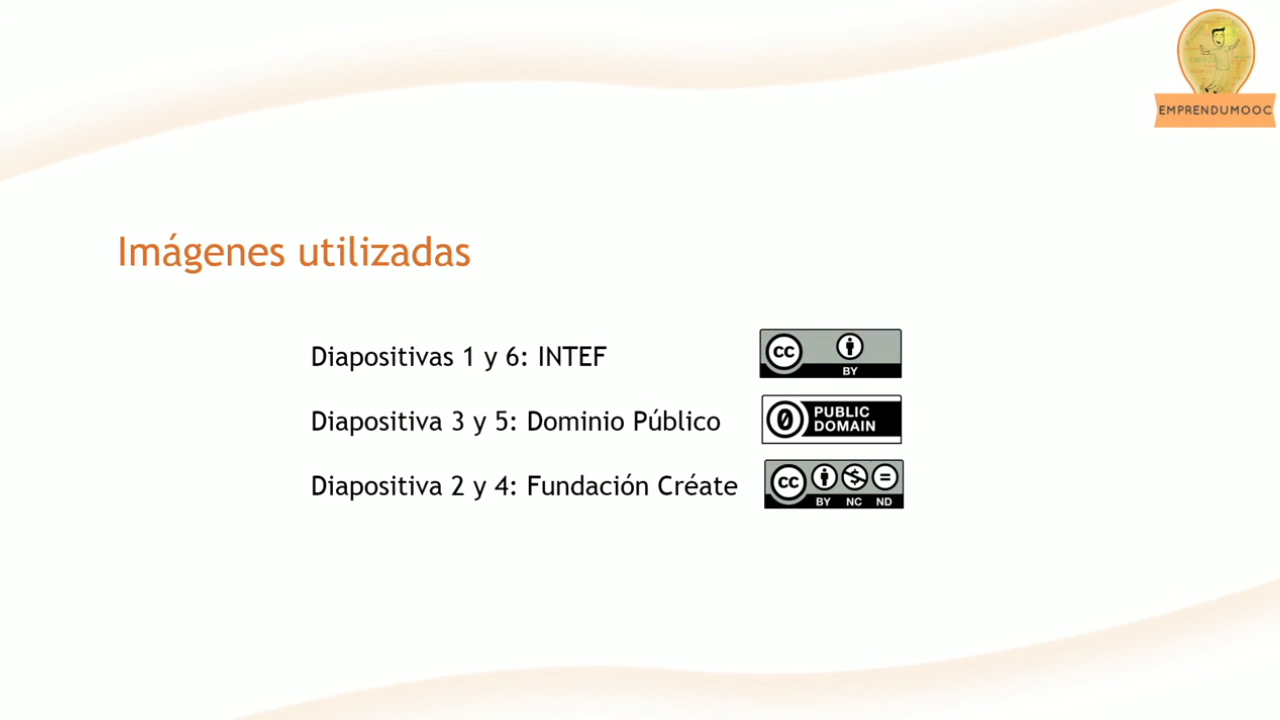 EMPRENDUMOOC
Imágenes utilizadas
Diapositivas 1 y 6: INTEF
cc
BY
Diapositiva 3 y 5: Dominio Público
0
PUBLIC
DOMAIN
Diapositiva 2 y 4: Fundación Créate
cc $ =
BY NC ND